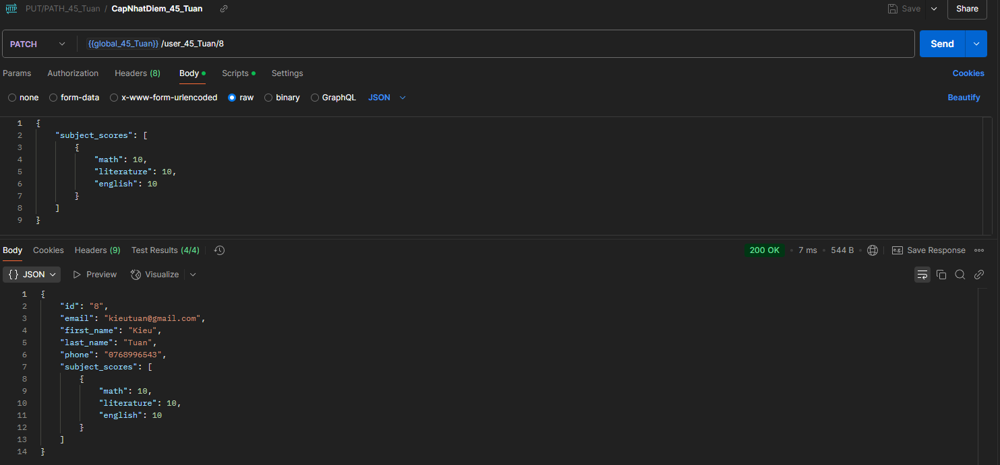 HTTP PUT/PATH_45_Tuan / CapNhatDiem_45_Tuan Save Share
PATCH {{global_45_Tuan}} /user_45_Tuan/8 Send
Params Authorization Headers (8) Body Scripts Settings Cookies
none form-data x-www-form-urlencoded raw binary GraphQL JSON Beautify
1 {
2 "subject_scores": [
3 {
4 "math": 10,
5 "literature": 10,
6 "english": 10
7 }
8 ]
9 }
Body Cookies Headers (9) Test Results (4/4) 200 OK • 7 ms • 544 B • e.g. Save Response
{} JSON Preview Visualize
1 {
2 "id": "8",
3 "email": "kieutuan@gmail.com",
4 "first_name": "Kieu",
5 "last_name": "Tuan",
6 "phone": "0768996543",
7 "subject_scores": [
8 {
9 "math": 10,
10 "literature": 10,
11 "english": 10
12 }
13 ]
14 }